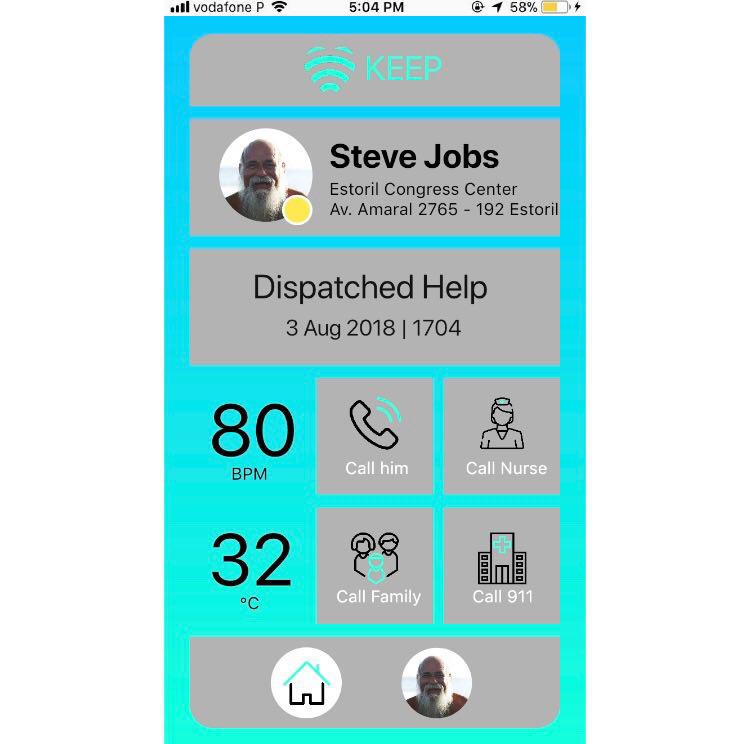 vodafone P 5:04 PM 58%
KEEP
Steve Jobs
Estoril Congress Center
Av. Amaral 2765 - 192 Estoril
Dispatched Help
3 Aug 2018 | 1704
80
BPM
Call him
Call Nurse
32
°C
Call Family
Call 911